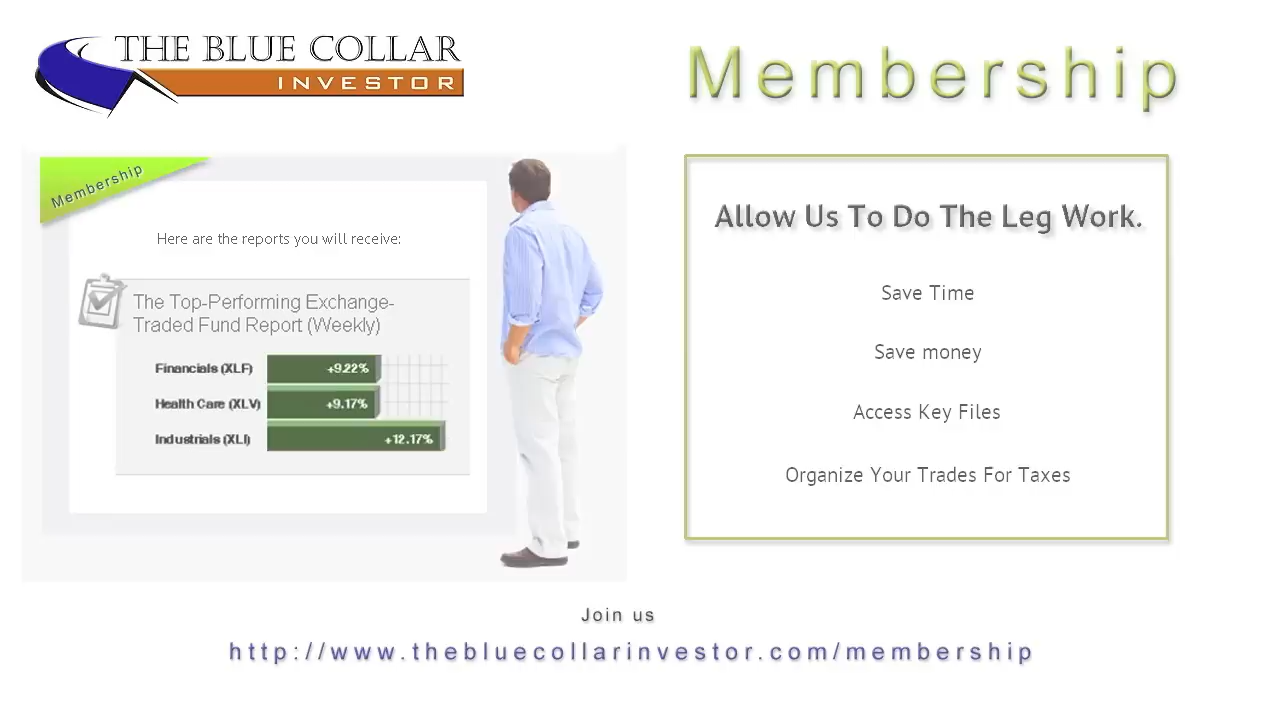 THE BLUE COLLAR
INVESTOR
Membership
Membership
Here are the reports you will receive:
The Top-Performing Exchange-
Traded Fund Report (Weekly)
Financials (XLF) +9.22%
Health Care (XLV) +9.17%
Industrials (XLI) +12.17%
Allow Us To Do The Leg Work.
Save Time
Save money
Access Key Files
Organize Your Trades For Taxes
Join us
http://www.thebluecollarinvestor.com/membership